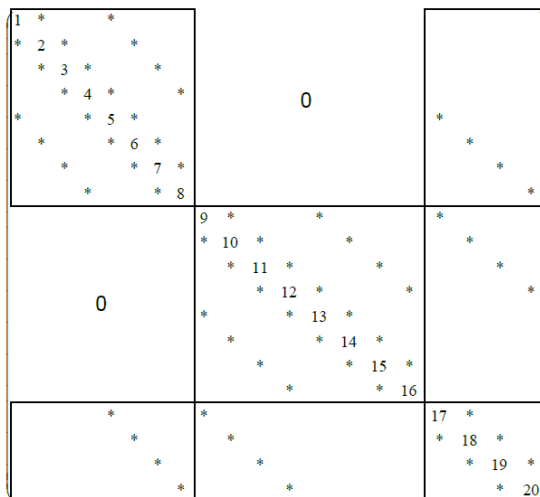 1 * *
* 2 * *
* 3 * *
* 4 * *
* * 5 * *
* * 6 * *
* * 7 * *
* * 8 *
0
9 * * *
* 10 * * *
* 11 * * *
* 12 * * *
* * 13 *
* * 14 *
* * 15 *
* * 16
0
* * 17 *
* * * 18 *
* * * 19 *
* * * 20